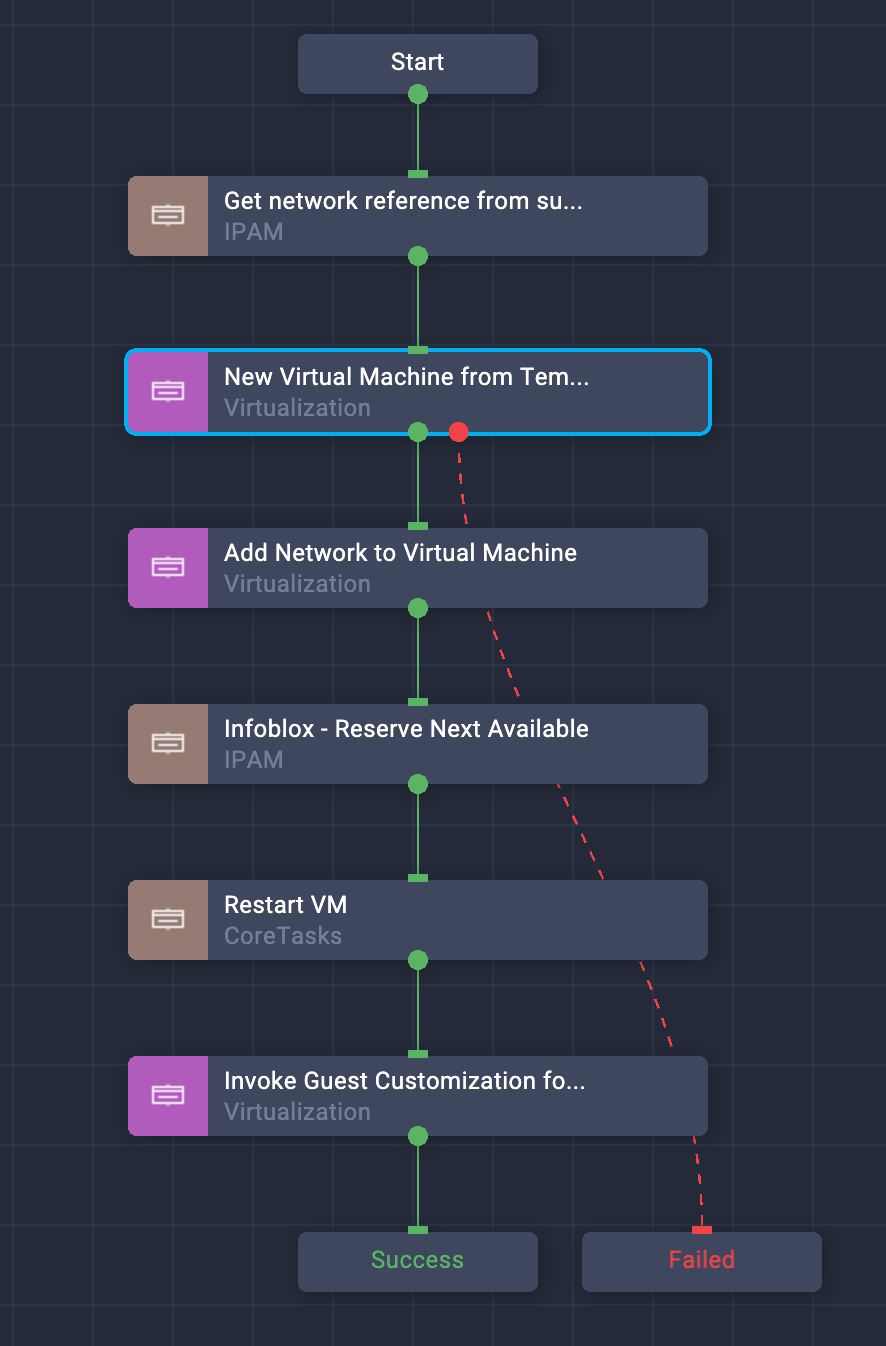 Start
Get network reference from su...
IPAM
New Virtual Machine from Tem...
Virtualization
Add Network to Virtual Machine
Virtualization
Infoblox - Reserve Next Available
IPAM
Restart VM
CoreTasks
Invoke Guest Customization fo...
Virtualization
Success
Failed